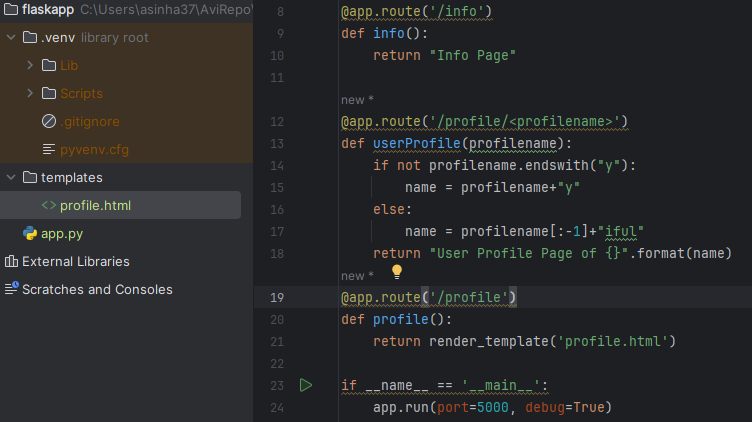 flaskapp C:\Users\asinha37\AviRepo\
.venv library root
Lib
Scripts
.gitignore
pyvenv.cfg
templates
profile.html
app.py
External Libraries
Scratches and Consoles
8 @app.route('/info')
9 def info():
10 return "Info Page"
11
new *
12 @app.route('/profile/<profilename>')
13 def userProfile(profilename):
14 if not profilename.endswith("y"):
15 name = profilename+"y"
16 else:
17 name = profilename[:-1]+"iful"
18 return "User Profile Page of {}".format(name)
new *
19 @app.route('/profile')
20 def profile():
21 return render_template('profile.html')
22
23 if __name__ == '__main__':
24 app.run(port=5000, debug=True)